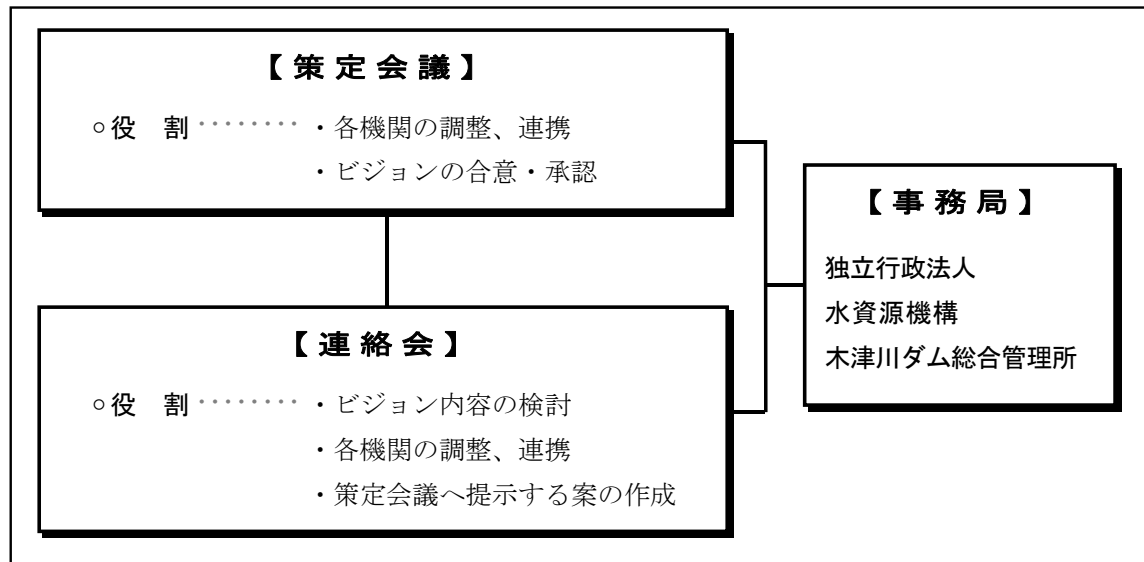 【策定会議】
○役　割‥‥‥‥ ・各機関の調整、連携
・ビジョンの合意・承認
【連絡会】
○役　割‥‥‥‥ ・ビジョン内容の検討
・各機関の調整、連携
・策定会議へ提示する案の作成
【事務局】
独立行政法人
水資源機構
木津川ダム総合管理所